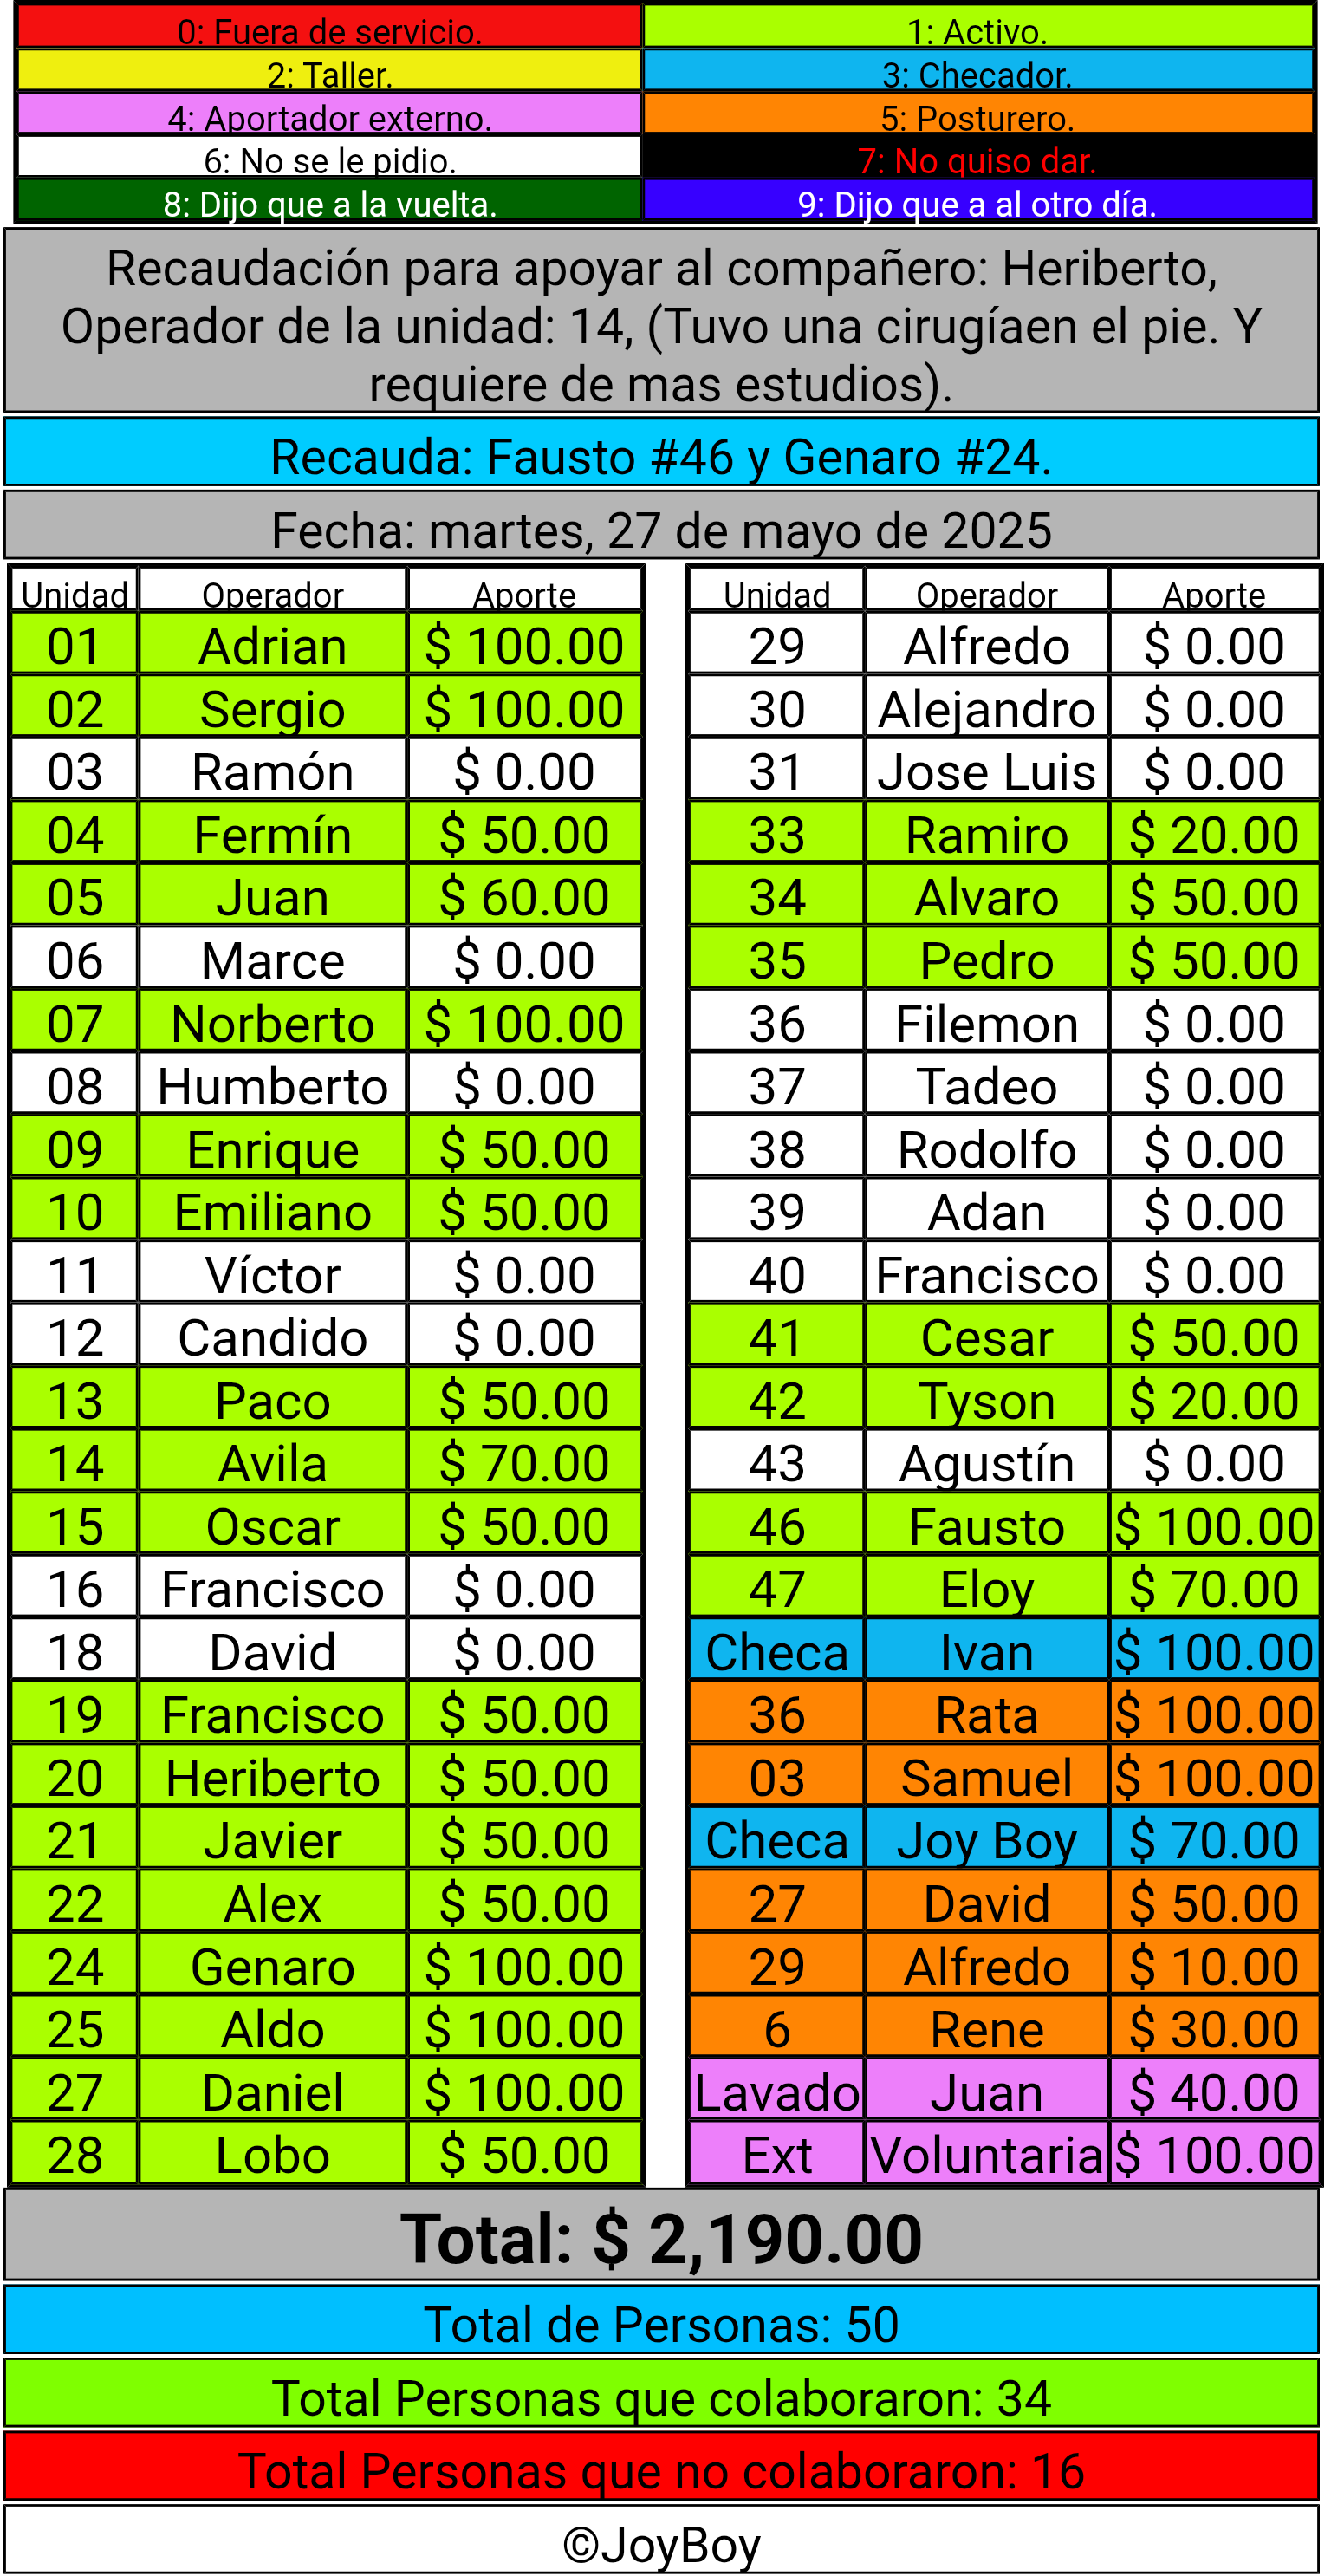 0: Fuera de servicio. 1: Activo.
2: Taller. 3: Checador.
4: Aportador externo. 5: Posturero.
6: No se le pidio. 7: No quiso dar.
8: Dijo que a la vuelta. 9: Dijo que a al otro día.
Recaudación para apoyar al compañero: Heriberto,
Operador de la unidad: 14, (Tuvo una cirugíaen el pie. Y
requiere de mas estudios).
Recauda: Fausto #46 y Genaro #24.
Fecha: martes, 27 de mayo de 2025
Unidad Operador Aporte
01 Adrian $ 100.00
02 Sergio $ 100.00
03 Ramón $ 0.00
04 Fermín $ 50.00
05 Juan $ 60.00
06 Marce $ 0.00
07 Norberto $ 100.00
08 Humberto $ 0.00
09 Enrique $ 50.00
10 Emiliano $ 50.00
11 Víctor $ 0.00
12 Candido $ 0.00
13 Paco $ 50.00
14 Avila $ 70.00
15 Oscar $ 50.00
16 Francisco $ 0.00
18 David $ 0.00
19 Francisco $ 50.00
20 Heriberto $ 50.00
21 Javier $ 50.00
22 Alex $ 50.00
24 Genaro $ 100.00
25 Aldo $ 100.00
27 Daniel $ 100.00
28 Lobo $ 50.00
Unidad Operador Aporte
29 Alfredo $ 0.00
30 Alejandro $ 0.00
31 Jose Luis $ 0.00
33 Ramiro $ 20.00
34 Alvaro $ 50.00
35 Pedro $ 50.00
36 Filemon $ 0.00
37 Tadeo $ 0.00
38 Rodolfo $ 0.00
39 Adan $ 0.00
40 Francisco $ 0.00
41 Cesar $ 50.00
42 Tyson $ 20.00
43 Agustín $ 0.00
46 Fausto $ 100.00
47 Eloy $ 70.00
Checa Ivan $ 100.00
36 Rata $ 100.00
03 Samuel $ 100.00
Checa Joy Boy $ 70.00
27 David $ 50.00
29 Alfredo $ 10.00
6 Rene $ 30.00
Lavado Juan $ 40.00
Ext Voluntaria $ 100.00
Total: $ 2,190.00
Total de Personas: 50
Total Personas que colaboraron: 34
Total Personas que no colaboraron: 16
©JoyBoy